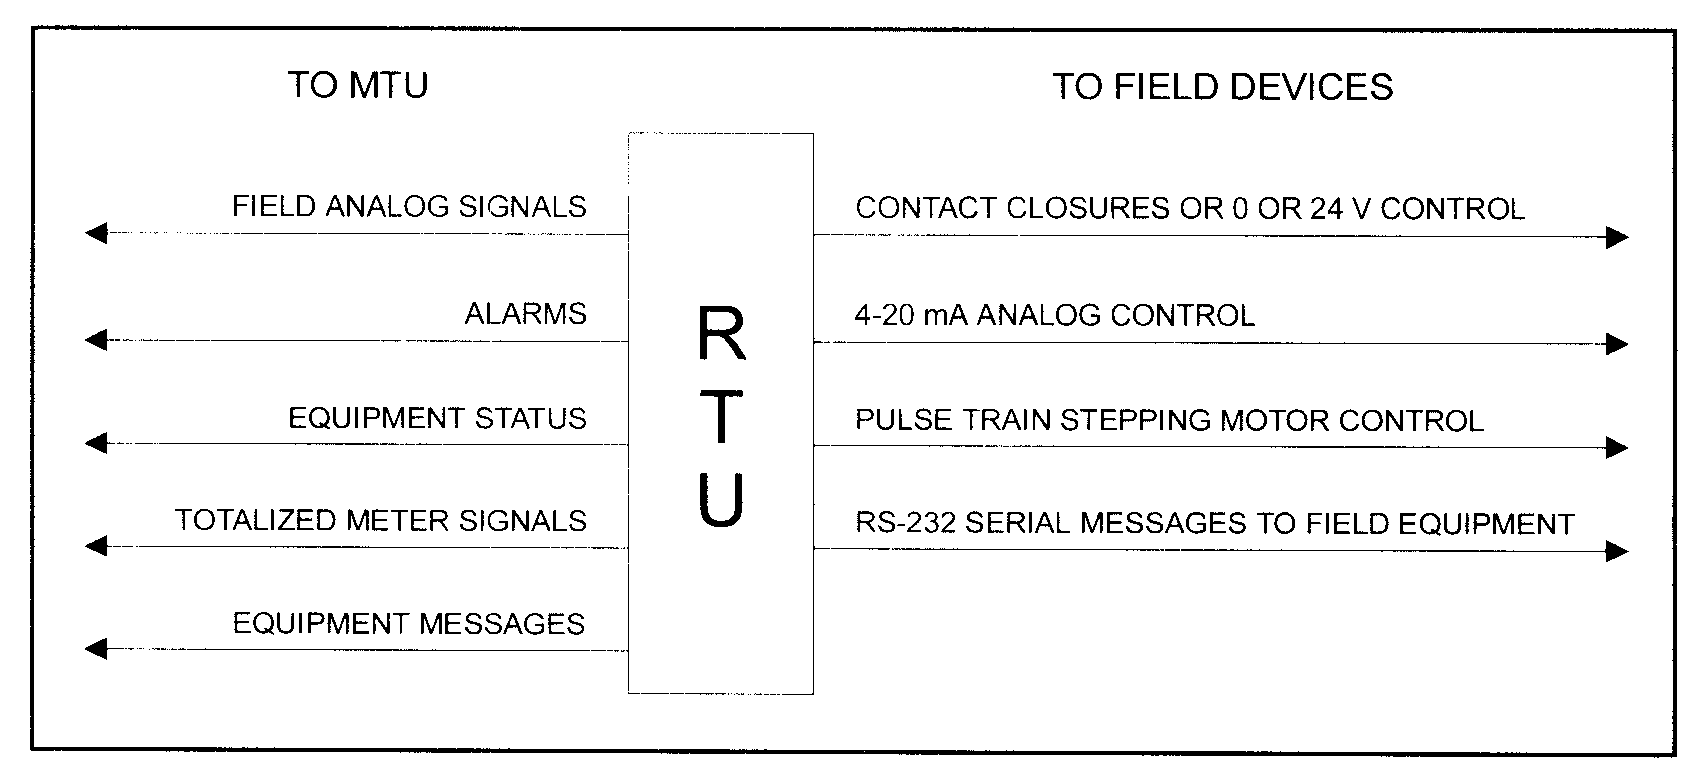 TO MTU
TO FIELD DEVICES
FIELD ANALOG SIGNALS
ALARMS
EQUIPMENT STATUS
TOTALIZED METER SIGNALS
EQUIPMENT MESSAGES
R
T
U
CONTACT CLOSURES OR 0 OR 24 V CONTROL
4-20 mA ANALOG CONTROL
PULSE TRAIN STEPPING MOTOR CONTROL
RS-232 SERIAL MESSAGES TO FIELD EQUIPMENT